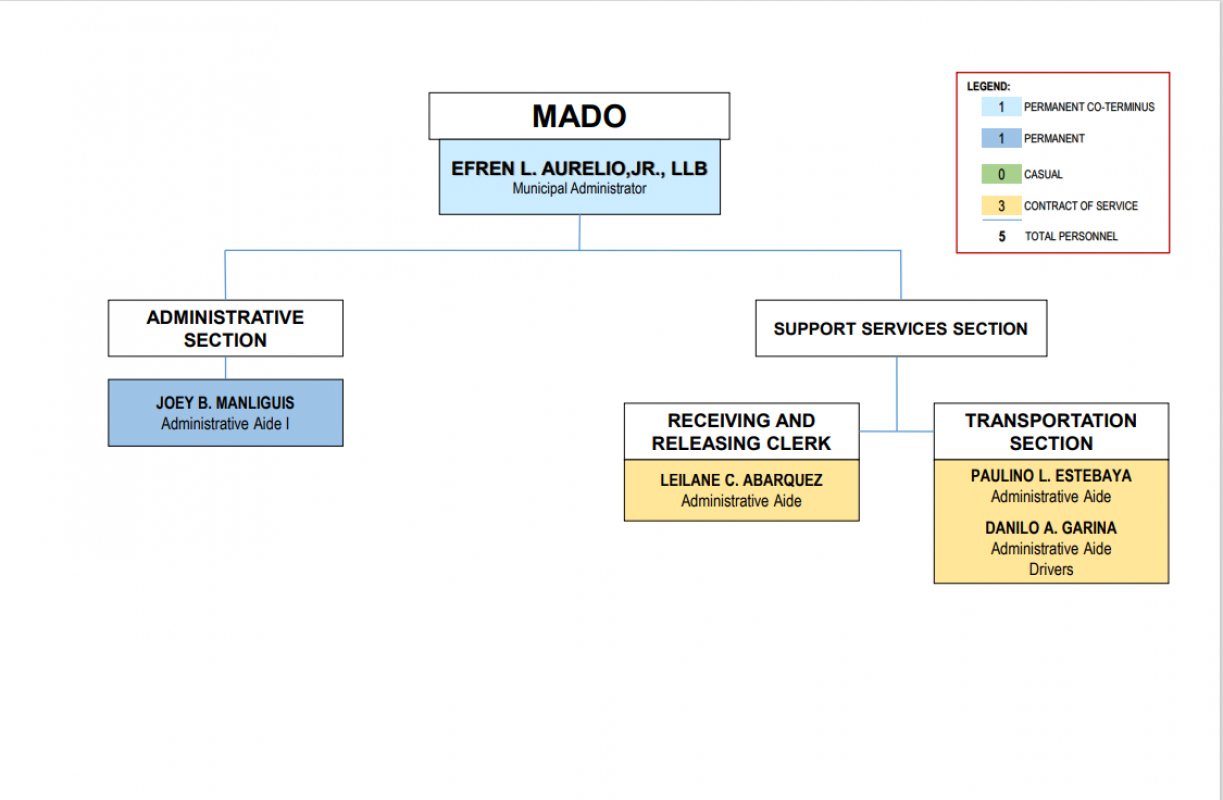 MADO
EFREN L. AURELIO,JR., LLB
Municipal Administrator
LEGEND:
1 PERMANENT CO-TERMINUS
1 PERMANENT
0 CASUAL
3 CONTRACT OF SERVICE
5 TOTAL PERSONNEL
ADMINISTRATIVE
SECTION
JOEY B. MANLIGUIS
Administrative Aide I
SUPPORT SERVICES SECTION
RECEIVING AND
RELEASING CLERK
LEILANE C. ABARQUEZ
Administrative Aide
TRANSPORTATION
SECTION
PAULINO L. ESTEBAYA
Administrative Aide
DANILO A. GARINA
Administrative Aide
Drivers